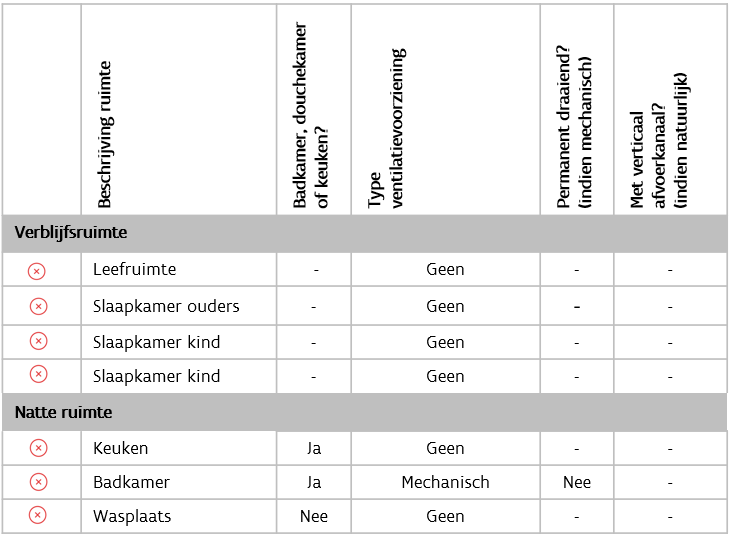 Beschrijving ruimte
Badkamer, douchekamer
of keuken?
Type
ventilatievoorziening
Permanent draaiend?
(indien mechanisch)
Met verticaal
afvoerkanaal?
(indien natuurlijk)
Verblijfsruimte
Leefruimte - Geen - -
Slaapkamer ouders - Geen - -
Slaapkamer kind - Geen - -
Slaapkamer kind - Geen - -
Natte ruimte
Keuken Ja Geen - -
Badkamer Ja Mechanisch Nee -
Wasplaats Nee Geen - -